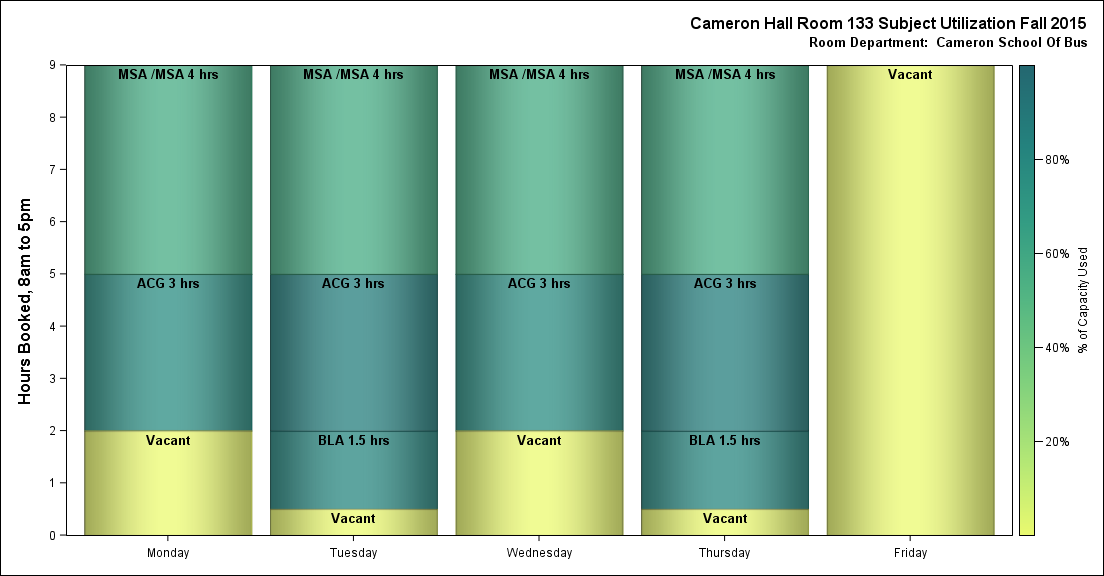 Cameron Hall Room 133 Subject Utilization Fall 2015
Room Department:  Cameron School Of Bus
Hours Booked, 8am to 5pm
9
8
7
6
5
4
3
2
1
0
MSA /MSA 4 hrs
ACG 3 hrs
Vacant
Monday
MSA /MSA 4 hrs
ACG 3 hrs
BLA 1.5 hrs
Vacant
Tuesday
MSA /MSA 4 hrs
ACG 3 hrs
Vacant
Wednesday
MSA /MSA 4 hrs
ACG 3 hrs
BLA 1.5 hrs
Vacant
Thursday
Vacant
Friday
80%
60%
40%
20%
% of Capacity Used